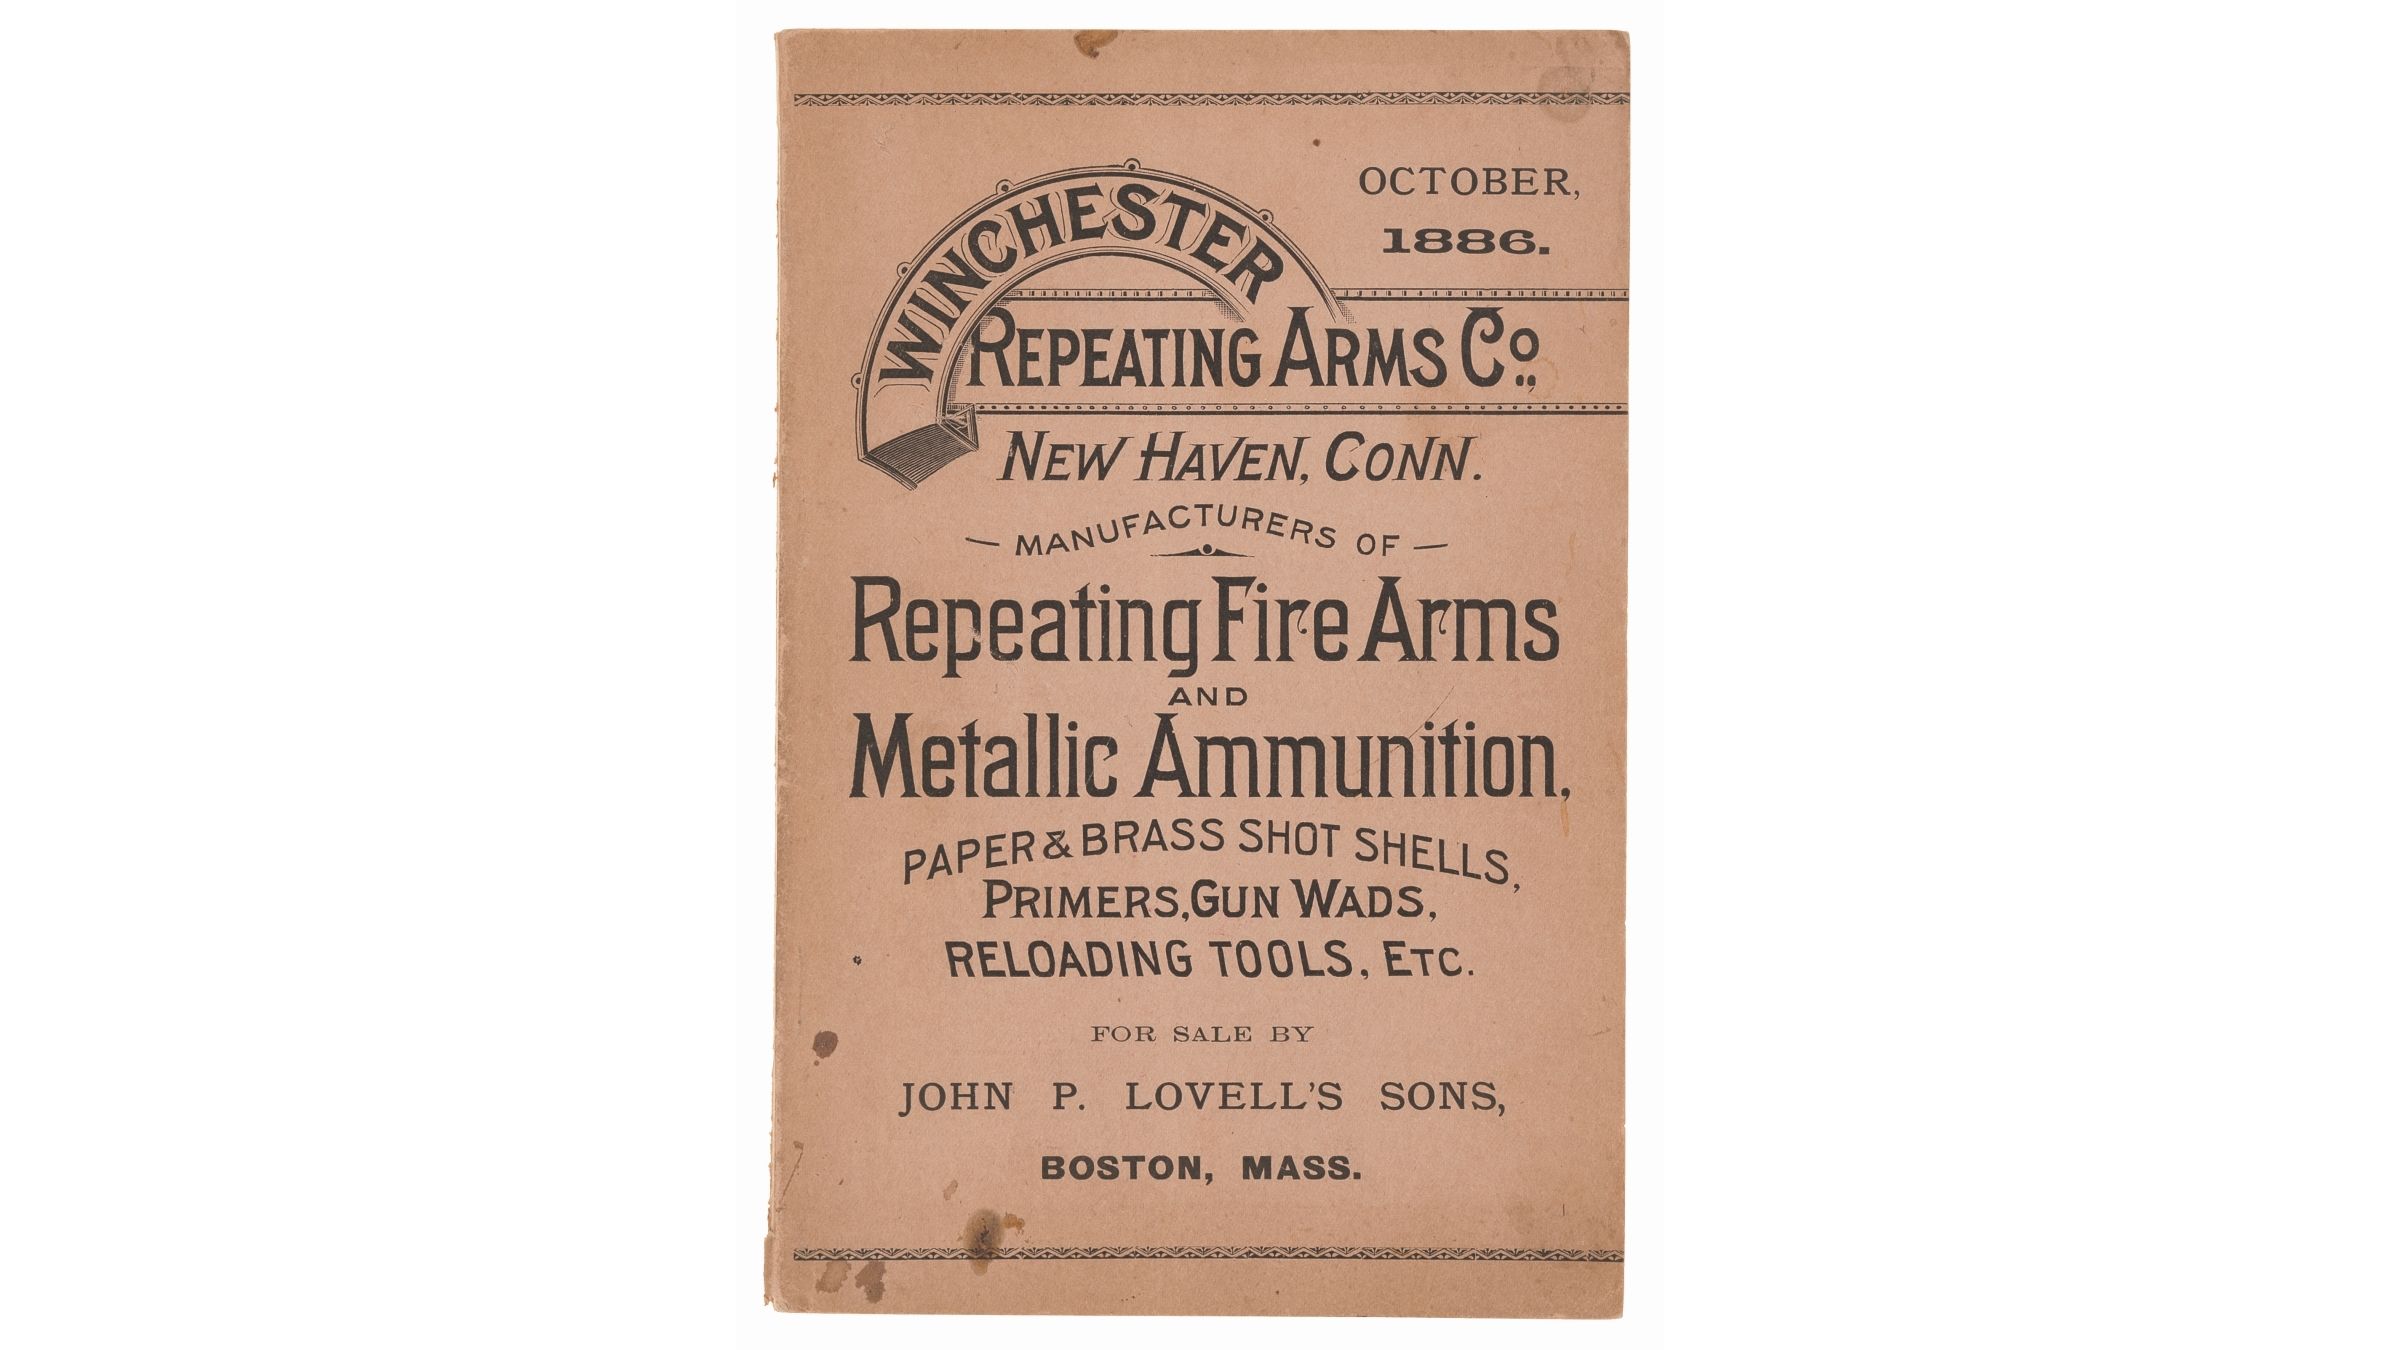 OCTOBER,
1886.
WINCHESTER
REPEATING ARMS CO.,
NEW HAVEN, CONN.
— MANUFACTURERS OF —
Repeating Fire Arms
AND
Metallic Ammunition,
PAPER & BRASS SHOT SHELLS,
PRIMERS, GUN WADS,
RELOADING TOOLS, ETC.
FOR SALE BY
JOHN P. LOVELL'S SONS,
BOSTON, MASS.